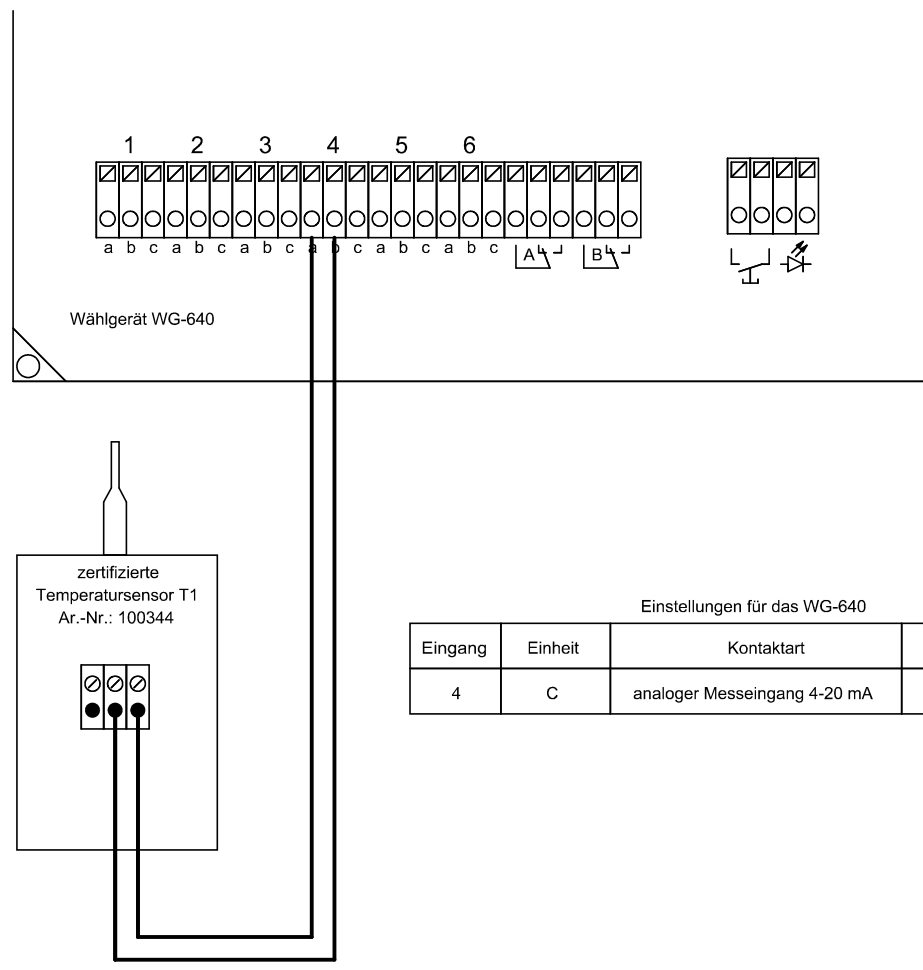 1 2 3 4 5 6
a b c a b c a b c a b c a b c a b c A B
Wählgerät WG-640
zertifizierte
Temperatursensor T1
Ar.-Nr.: 100344
Einstellungen für das WG-640
Eingang Einheit Kontaktart
4 C analoger Messeingang 4-20 mA